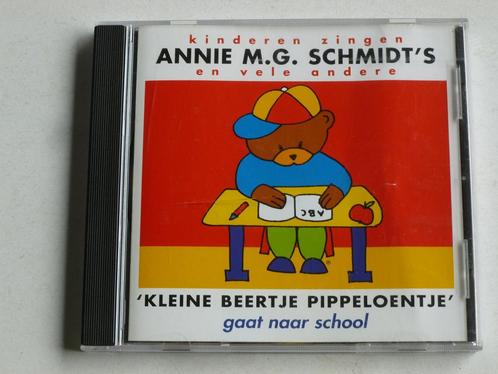 kinderen zingen
ANNIE M.G. SCHMIDT'S
en vele andere
ABC
'KLEINE BEERTJE PIPPELOENTJE'
gaat naar school